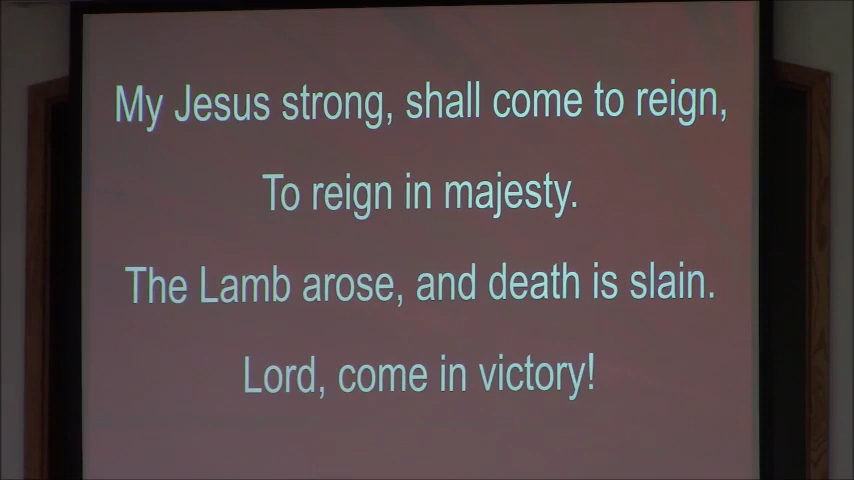 My Jesus strong, shall come to reign,
To reign in majesty.
The Lamb arose, and death is slain.
Lord, come in victory!